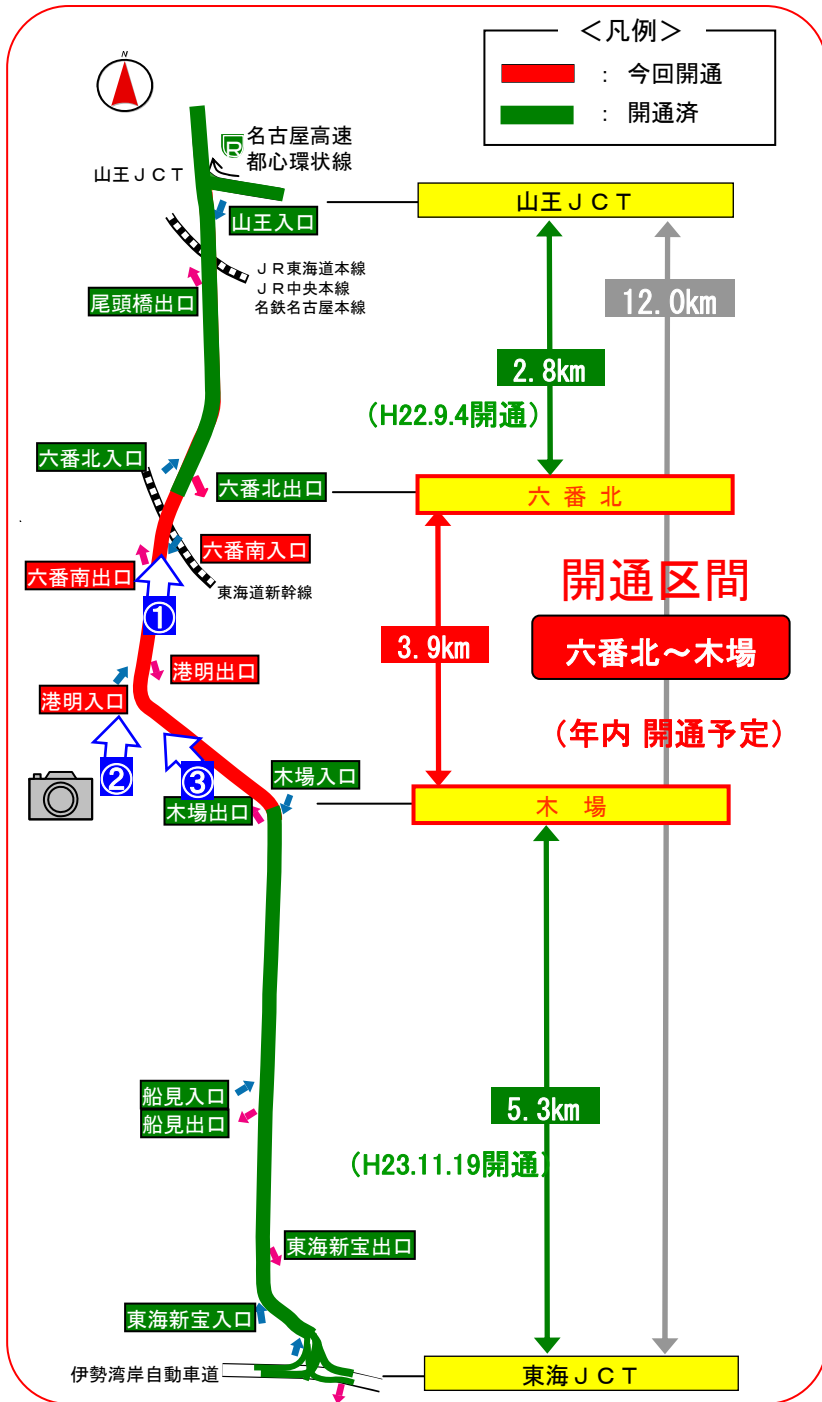 ＜凡例＞
： 今回開通
： 開通済
N
R
名古屋高速
都心環状線
山王ＪＣＴ
山王入口
山王ＪＣＴ
ＪＲ東海道本線
ＪＲ中央本線
名鉄名古屋本線
尾頭橋出口
12.0km
2.8km
（H22.9.4開通）
六番北入口
六番北出口
六 番 北
六番南入口
六番南出口
東海道新幹線
①
開通区間
3.9km
六番北～木場
港明出口
港明入口
（年内 開通予定）
②
③
木場入口
木場出口
木 場
船見入口
船見出口
5.3km
（H23.11.19開通）
東海新宝出口
東海新宝入口
伊勢湾岸自動車道
東海ＪＣＴ